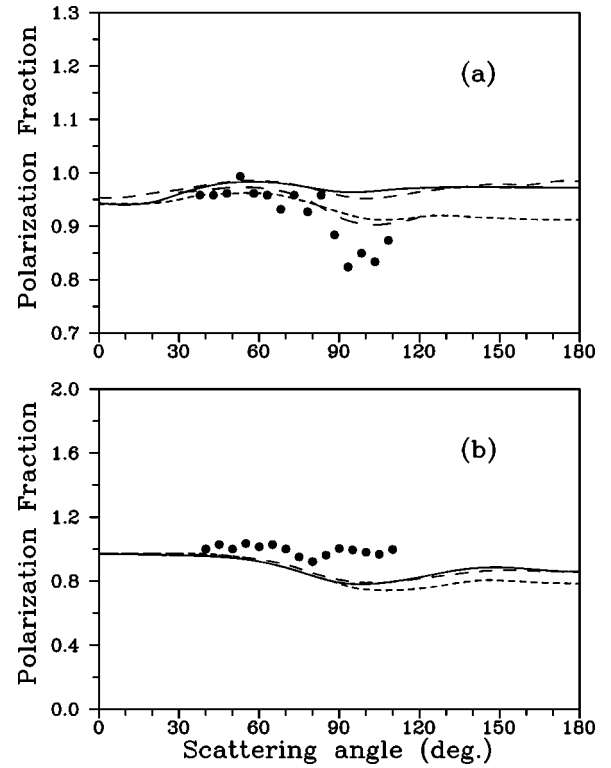 1.3
(a)
1.2
1.1
1.0
0.9
0.8
0.7
Polarization Fraction
0 30 60 90 120 150 180
2.0
(b)
1.6
1.2
0.8
0.4
0.0
Polarization Fraction
0 30 60 90 120 150 180
Scattering angle (deg.)